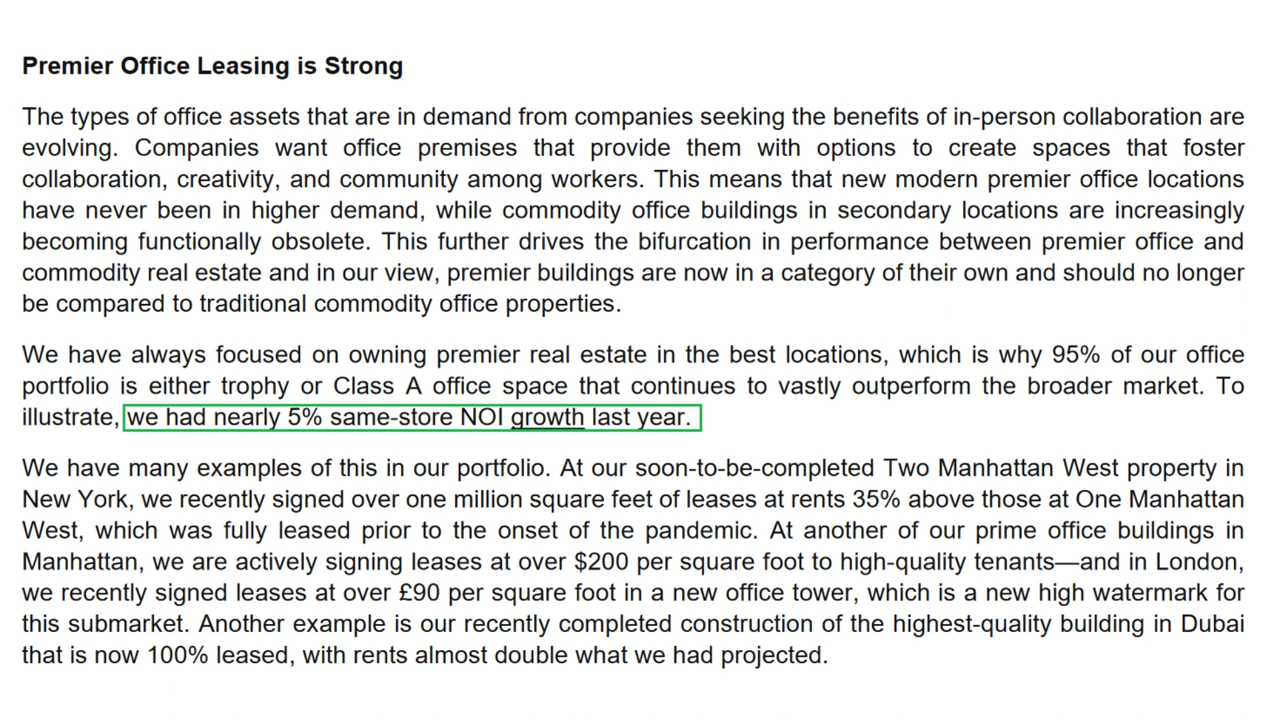 Premier Office Leasing is Strong
The types of office assets that are in demand from companies seeking the benefits of in-person collaboration are
evolving. Companies want office premises that provide them with options to create spaces that foster
collaboration, creativity, and community among workers. This means that new modern premier office locations
have never been in higher demand, while commodity office buildings in secondary locations are increasingly
becoming functionally obsolete. This further drives the bifurcation in performance between premier office and
commodity real estate and in our view, premier buildings are now in a category of their own and should no longer
be compared to traditional commodity office properties.
We have always focused on owning premier real estate in the best locations, which is why 95% of our office
portfolio is either trophy or Class A office space that continues to vastly outperform the broader market. To
illustrate, we had nearly 5% same-store NOI growth last year.
We have many examples of this in our portfolio. At our soon-to-be-completed Two Manhattan West property in
New York, we recently signed over one million square feet of leases at rents 35% above those at One Manhattan
West, which was fully leased prior to the onset of the pandemic. At another of our prime office buildings in
Manhattan, we are actively signing leases at over $200 per square foot to high-quality tenants—and in London,
we recently signed leases at over £90 per square foot in a new office tower, which is a new high watermark for
this submarket. Another example is our recently completed construction of the highest-quality building in Dubai
that is now 100% leased, with rents almost double what we had projected.